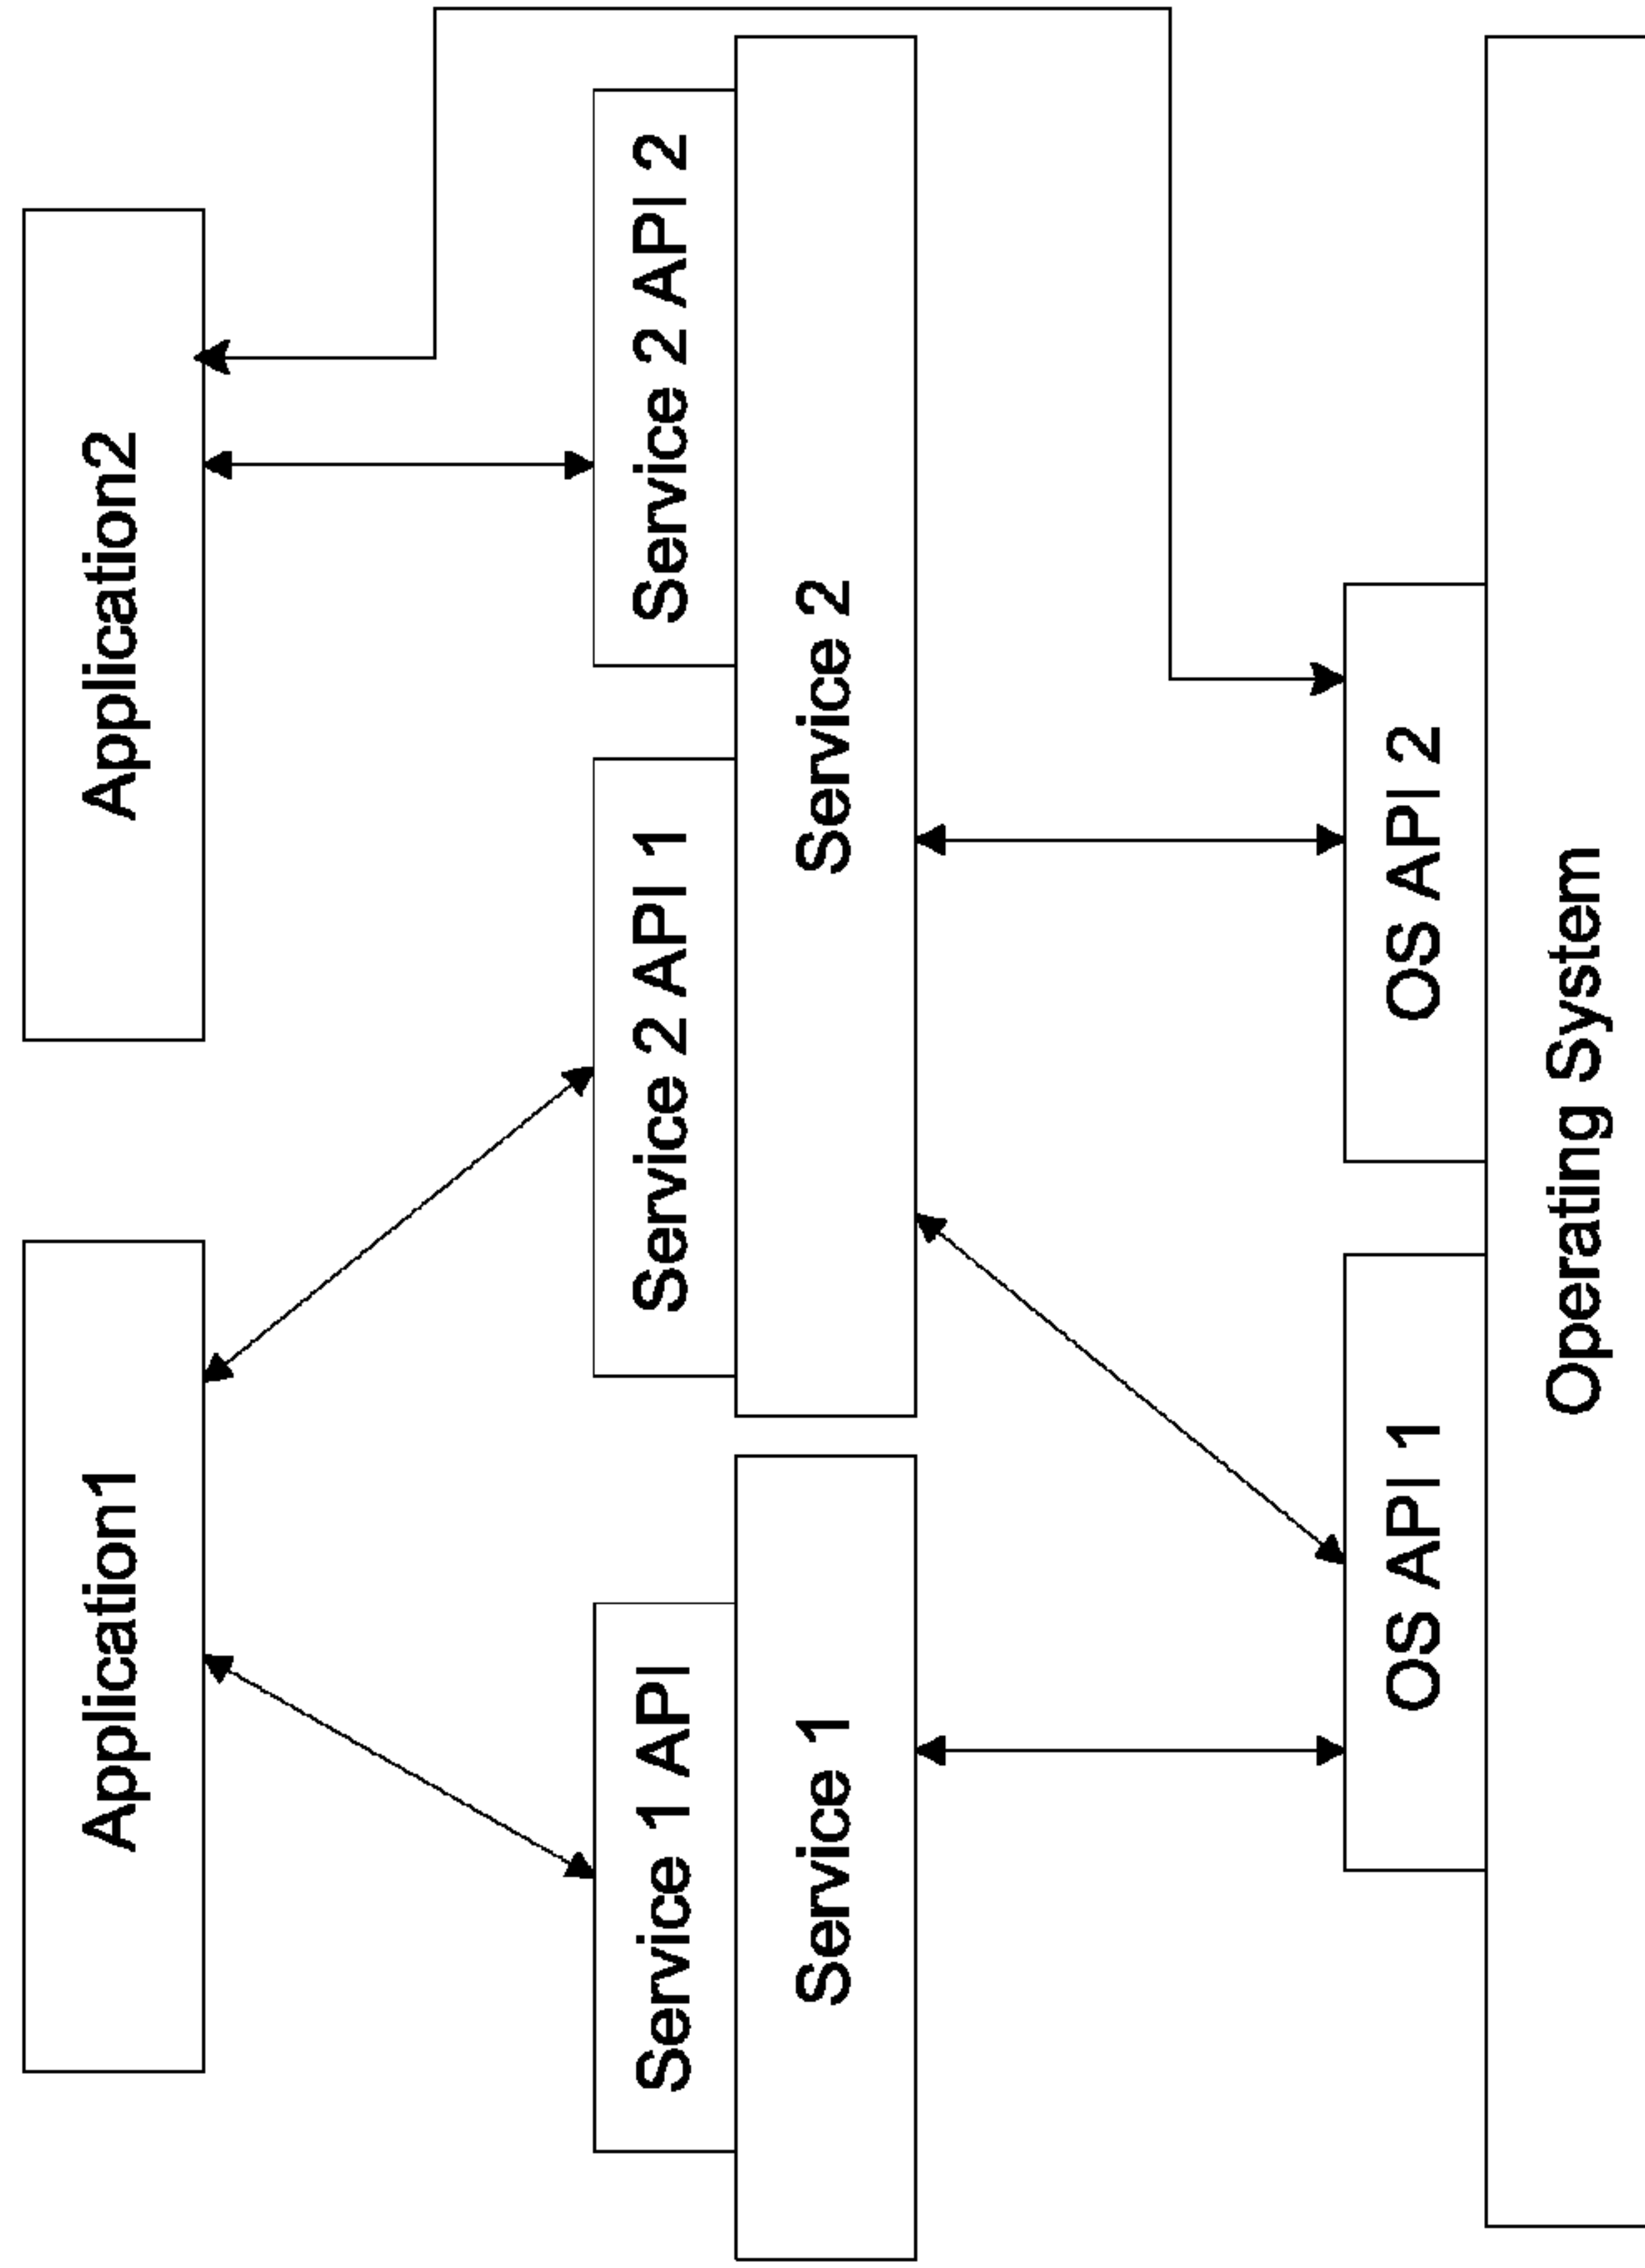 Application1
Application2
Service 1 API
Service 2 API 1
Service 2 API 2
Service 1
Service 2
OS API 1
OS API 2
Operating System